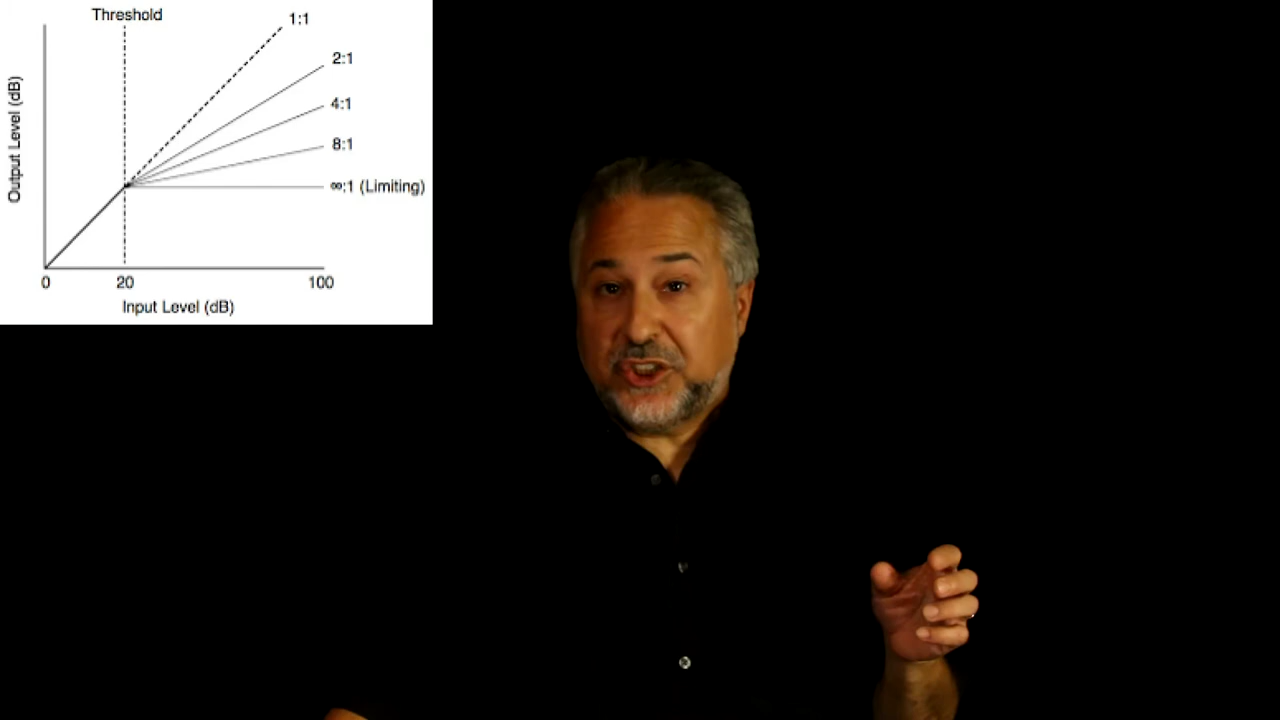 Threshold
1:1
2:1
4:1
8:1
∞:1 (Limiting)
Output Level (dB)
0
20
100
Input Level (dB)